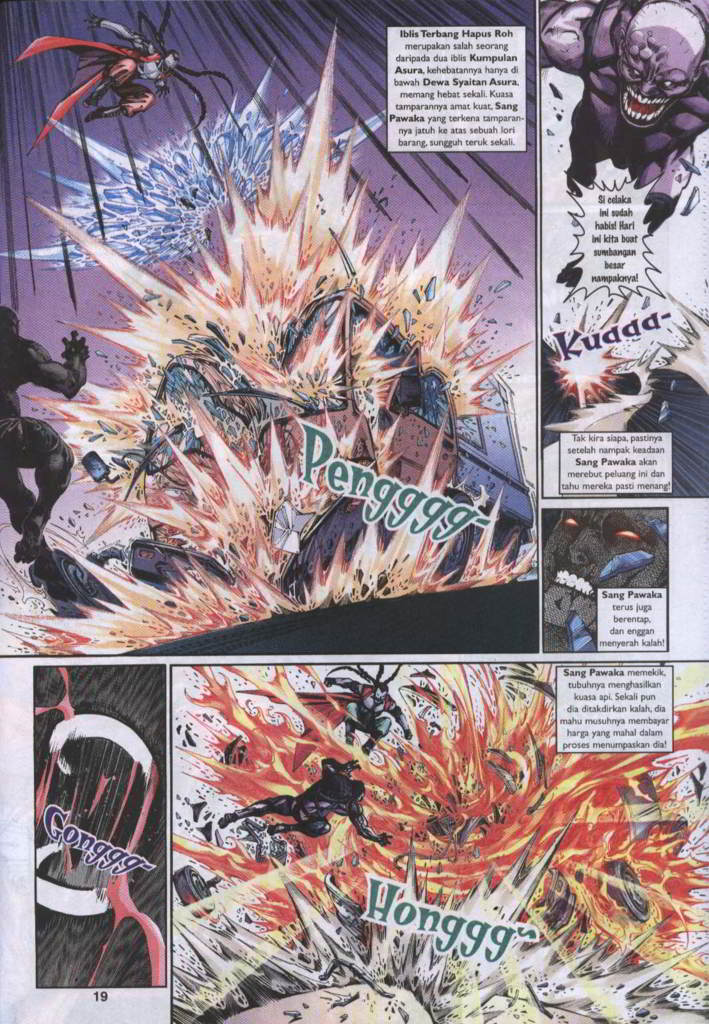 Iblis Terbang Hapus Roh
merupakan salah seorang
daripada dua iblis Kumpulan
Asura, kehebatannya hanya di
bawah Dewa Syaitan Asura,
memang hebat sekali. Kuasa
tamparannya amat kuat, Sang
Pawaka yang terkena tamparan-
nya jatuh ke atas sebuah lori
barang, sungguh teruk sekali.
Pengggg-
Si celaka
ini sudah
habis! Hari
ini kita buat
sumbangan
besar
nampaknya!
Kuaaa-
Tak kira siapa, pastinya
setelah nampak keadaan
Sang Pawaka akan
merebut peluang ini dan
tahu mereka pasti menang!
Sang Pawaka
terus juga
berentap,
dan enggan
menyerah kalah!
Gonggg-
Sang Pawaka memekik,
tubuhnya menghasilkan
kuasa api. Sekali pun
dia ditakdirkan kalah, dia
mahu musuhnya membayar
harga yang mahal dalam
proses menumpaskan dia!
Honggg~
19